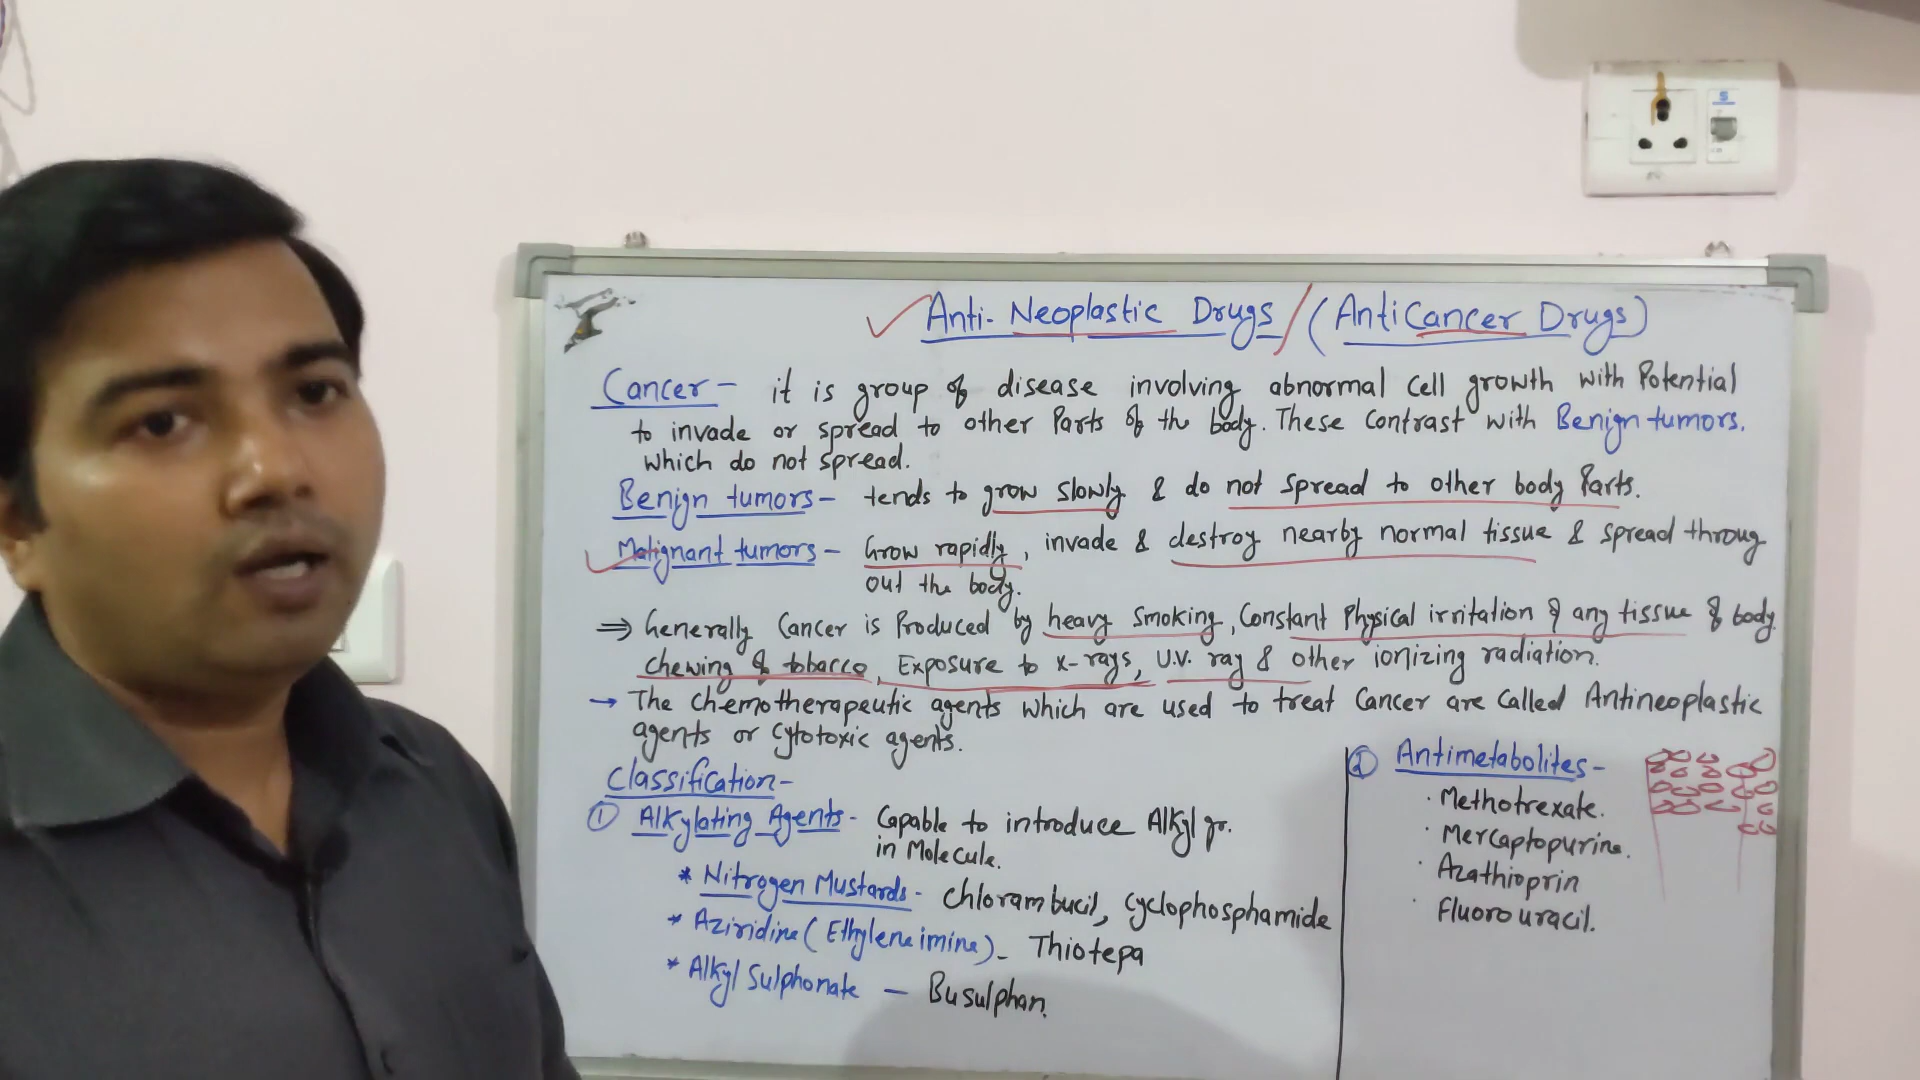 Anti-Neoplastic Drugs / (AntiCancer Drugs)
Cancer - it is group of disease involving abnormal cell growth with Potential
to invade or spread to other Parts of the body. These contrast with Benign tumors.
which do not spread.
Benign tumors - tends to grow slowly & do not spread to other body Parts.
Malignant tumors - Grow rapidly, invade & destroy nearby normal tissue & spread throug
out the body.
⇒ Generally Cancer is Produced by heavy smoking, Constant Physical irritation of any tissue of body
chewing of tobacco, Exposure to x-rays, U.V. ray & other ionizing radiation.
→ The Chemotherapeutic agents which are used to treat Cancer are Called Antineoplastic
agents or Cytotoxic agents.
Classification-
① Alkylating Agents - Capable to introduce Alkyl gr.
in Molecule.
* Nitrogen Mustards - Chlorambucil, Cyclophosphamide
* Aziridine (Ethylene imine) - Thiotepa
* Alkyl Sulphonate - Busulphan.
② Antimetabolites-
· Methotrexate.
· Mercaptopurine.
· Azathioprin
· Fluorouracil.
S